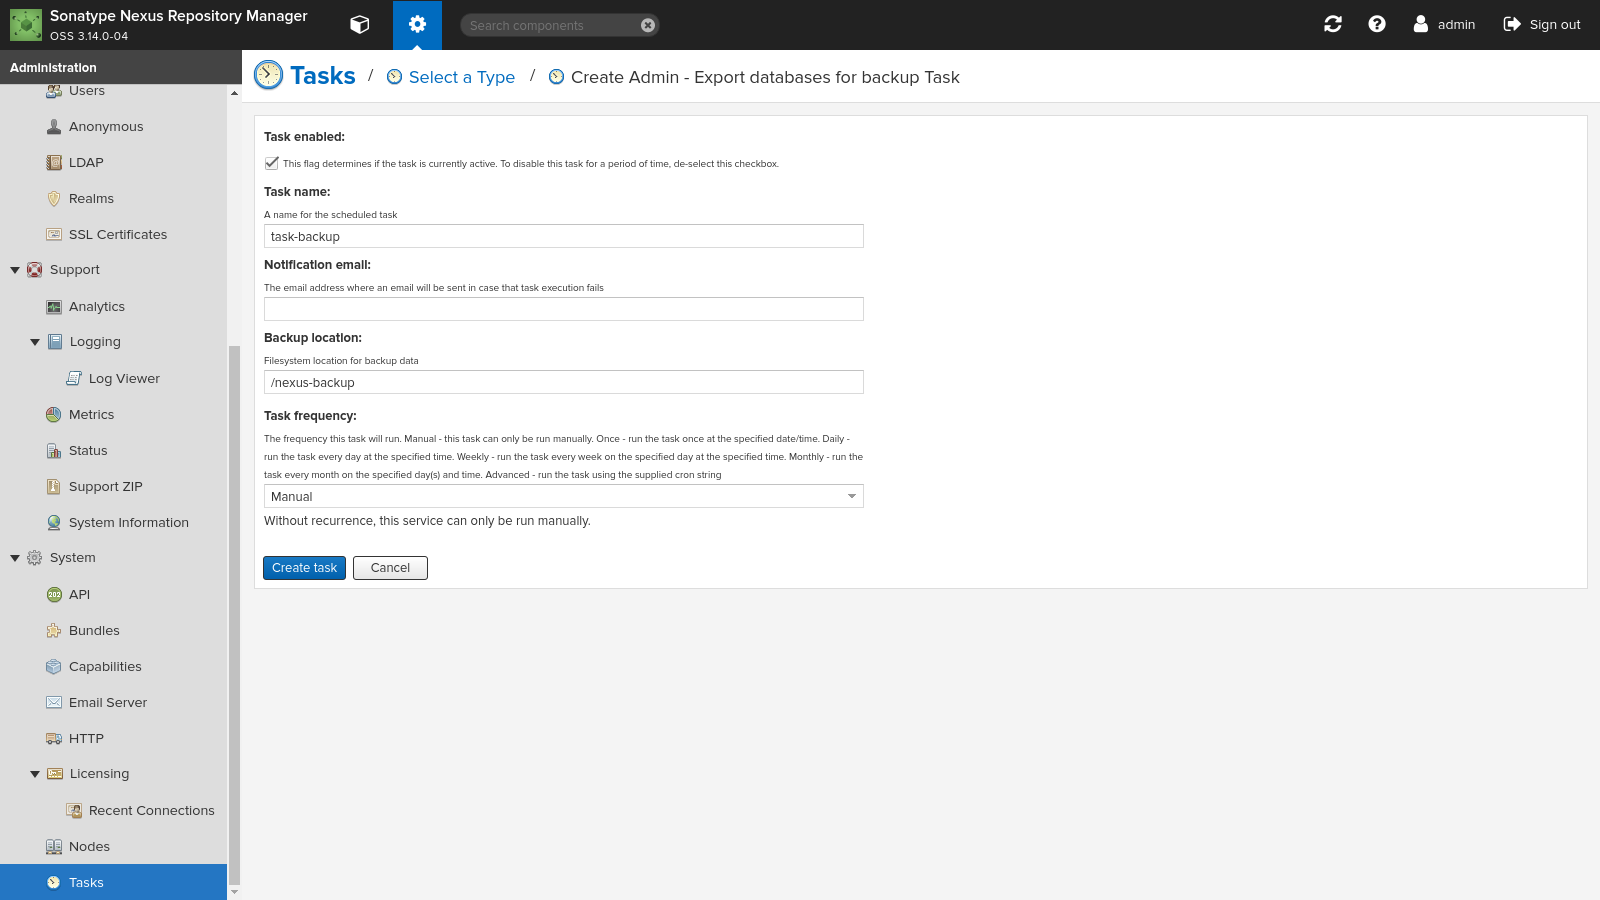 Sonatype Nexus Repository Manager
OSS 3.14.0-04
Search components
admin
Sign out
Administration
Users
Anonymous
LDAP
Realms
SSL Certificates
Support
Analytics
Logging
Log Viewer
Metrics
Status
Support ZIP
System Information
System
API
Bundles
Capabilities
Email Server
HTTP
Licensing
Recent Connections
Nodes
Tasks
Tasks / Select a Type / Create Admin - Export databases for backup Task
Task enabled:
This flag determines if the task is currently active. To disable this task for a period of time, de-select this checkbox.
Task name:
A name for the scheduled task
task-backup
Notification email:
The email address where an email will be sent in case that task execution fails
Backup location:
Filesystem location for backup data
/nexus-backup
Task frequency:
The frequency this task will run. Manual - this task can only be run manually. Once - run the task once at the specified date/time. Daily -
run the task every day at the specified time. Weekly - run the task every week on the specified day at the specified time. Monthly - run the
task every month on the specified day(s) and time. Advanced - run the task using the supplied cron string
Manual
Without recurrence, this service can only be run manually.
Create task
Cancel